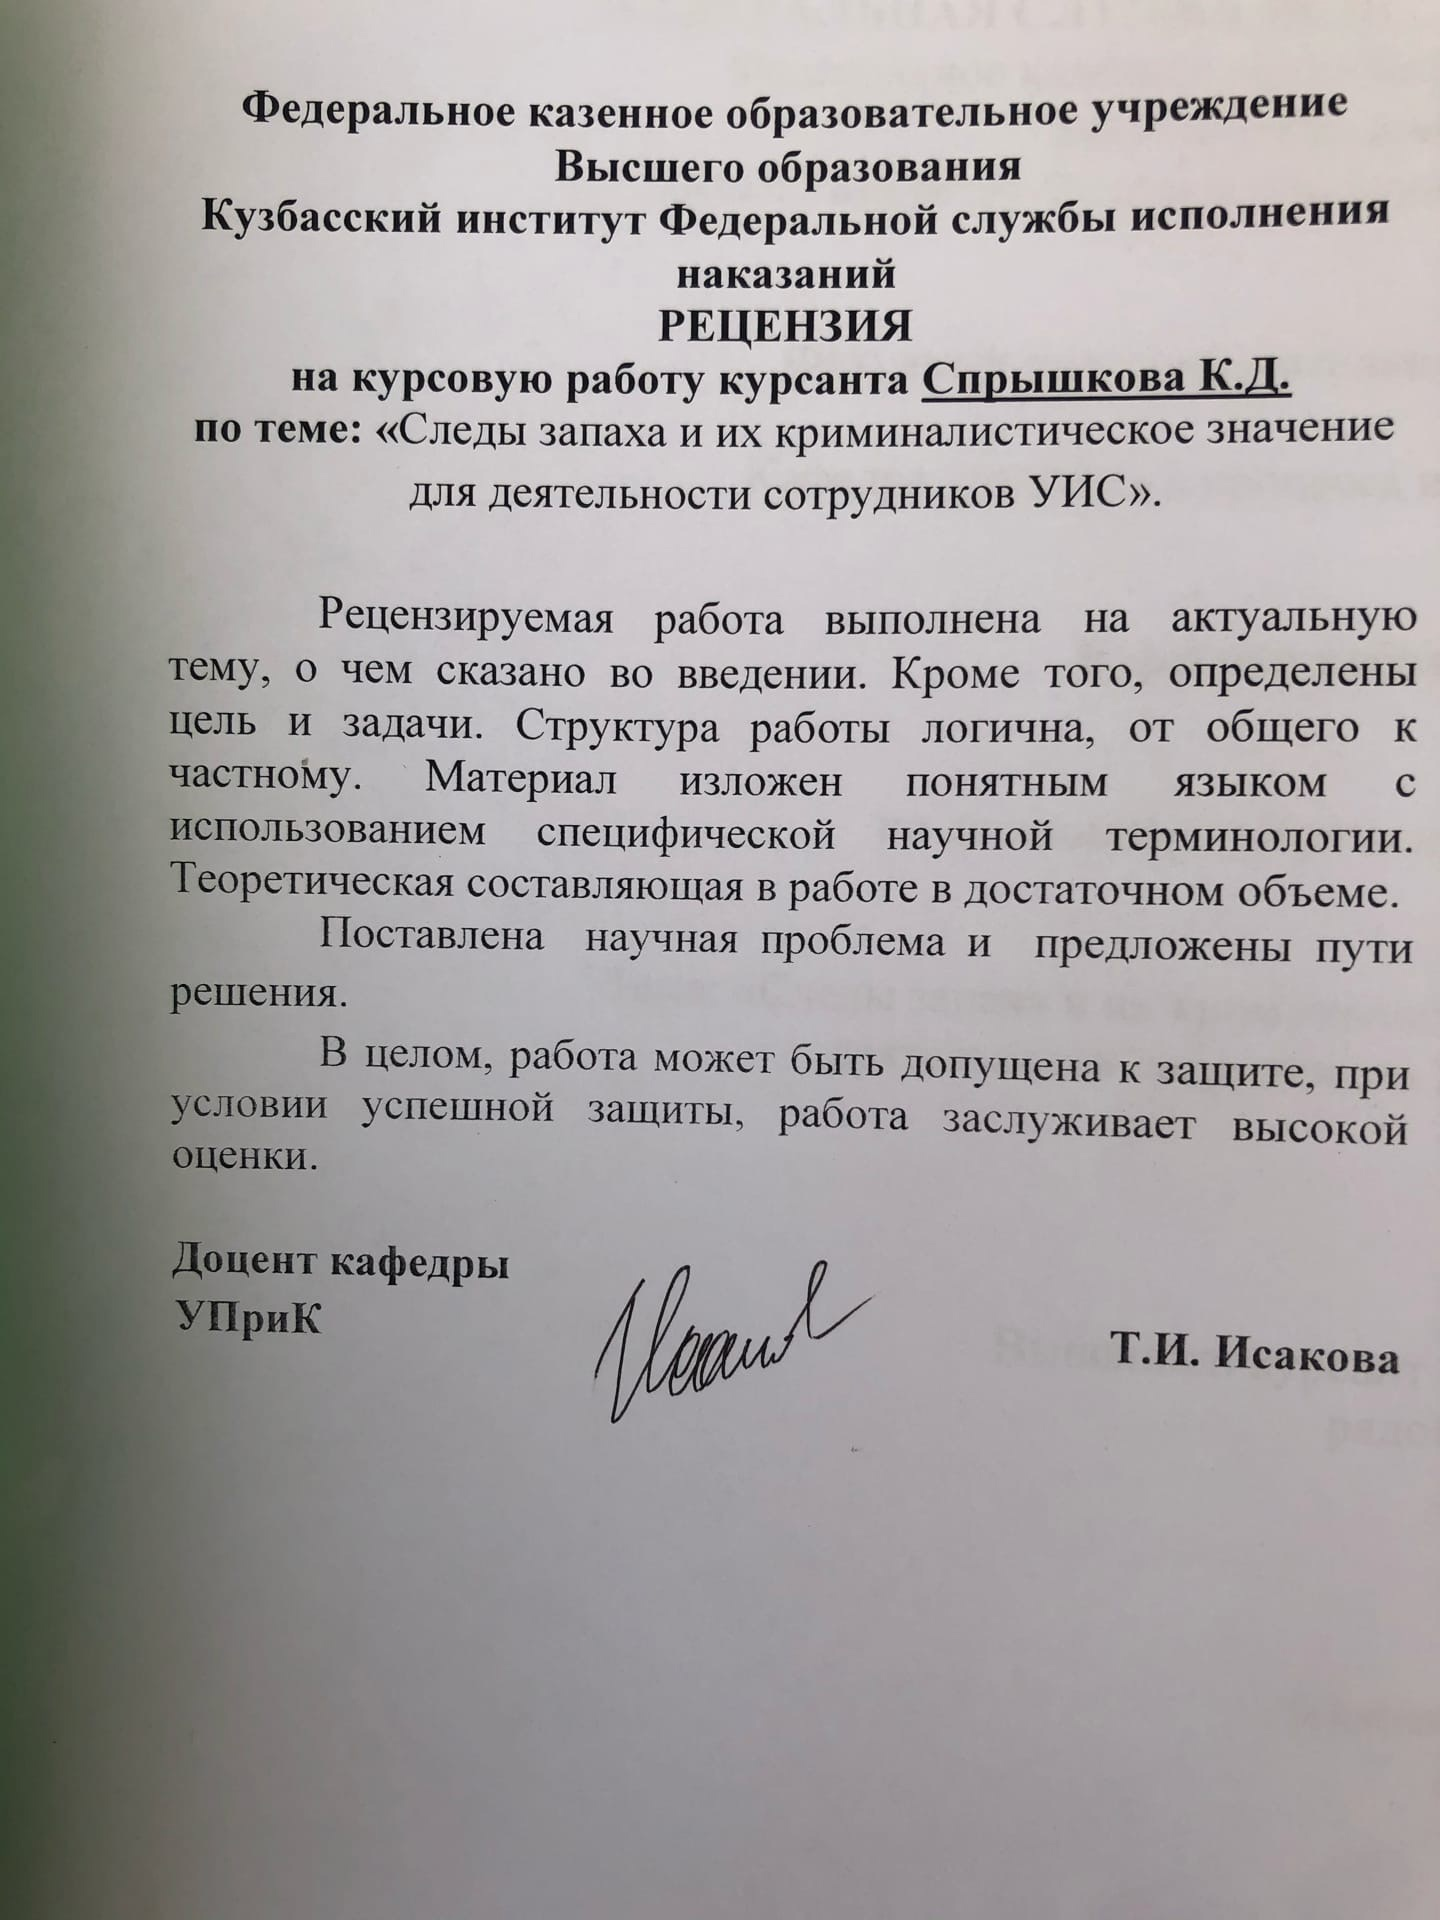 Федеральное казенное образовательное учреждение
Высшего образования
Кузбасский институт Федеральной службы исполнения
наказаний
РЕЦЕНЗИЯ
на курсовую работу курсанта Спрышкова К.Д.
по теме: «Следы запаха и их криминалистическое значение
для деятельности сотрудников УИС».
Рецензируемая работа выполнена на актуальную
тему, о чем сказано во введении. Кроме того, определены
цель и задачи. Структура работы логична, от общего к
частному. Материал изложен понятным языком с
использованием специфической научной терминологии.
Теоретическая составляющая в работе в достаточном объеме.
Поставлена научная проблема и предложены пути
решения.
В целом, работа может быть допущена к защите, при
условии успешной защиты, работа заслуживает высокой
оценки.
Доцент кафедры
УПриК
Т.И. Исакова